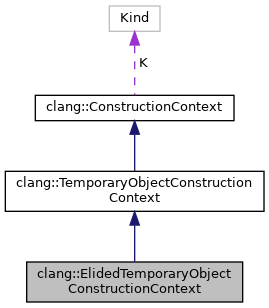 Kind
K
clang::ConstructionContext
clang::TemporaryObjectConstruction
Context
clang::ElidedTemporaryObject
ConstructionContext